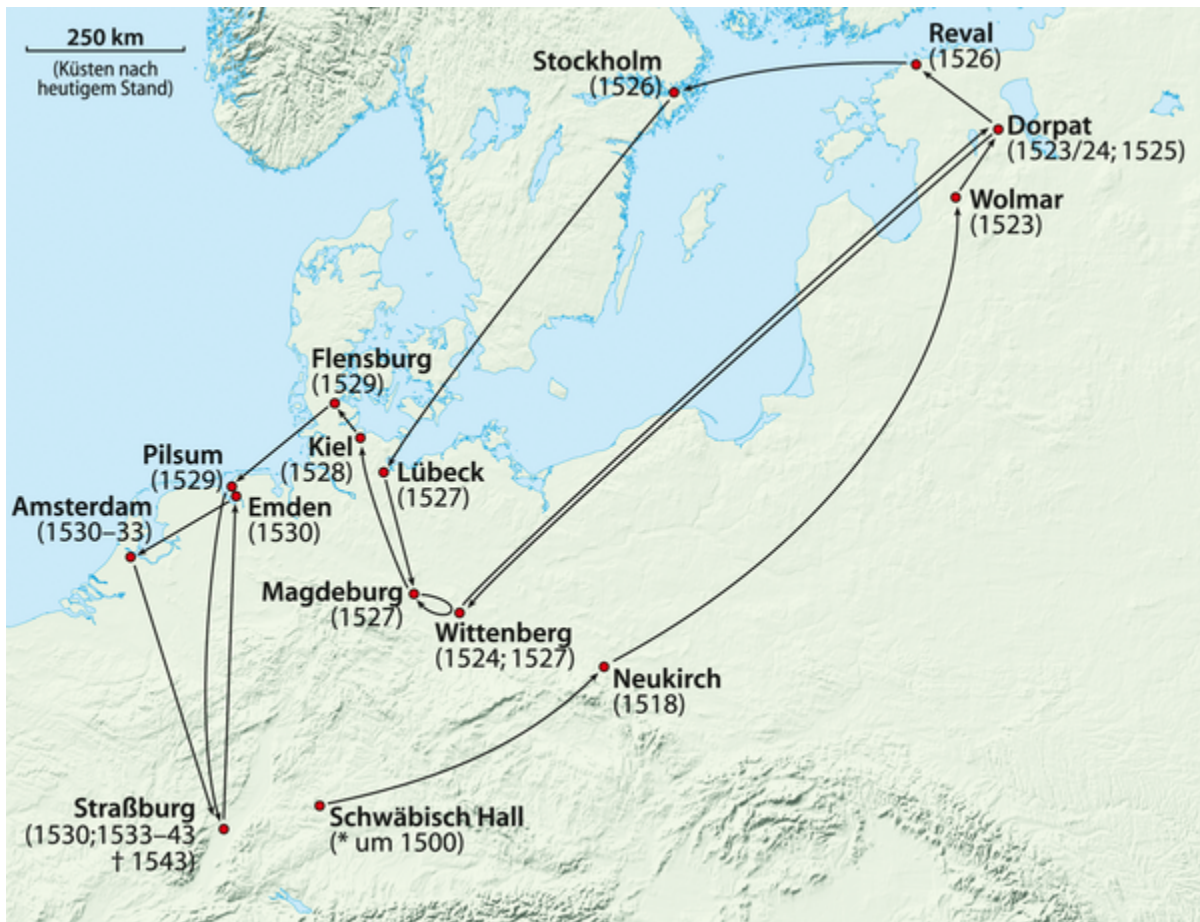 250 km
(Küsten nach
heutigem Stand)
Stockholm
(1526)
Reval
(1526)
Dorpat
(1523/24; 1525)
Wolmar
(1523)
Flensburg
(1529)
Kiel
(1528)
Lübeck
(1527)
Pilsum
(1529)
Emden
(1530)
Amsterdam
(1530–33)
Magdeburg
(1527)
Wittenberg
(1524; 1527)
Neukirch
(1518)
Straßburg
(1530;1533–43
† 1543)
Schwäbisch Hall
(* um 1500)